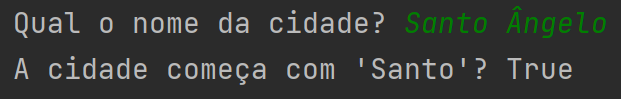 Qual o nome da cidade? Santo Ângelo
A cidade começa com 'Santo'? True